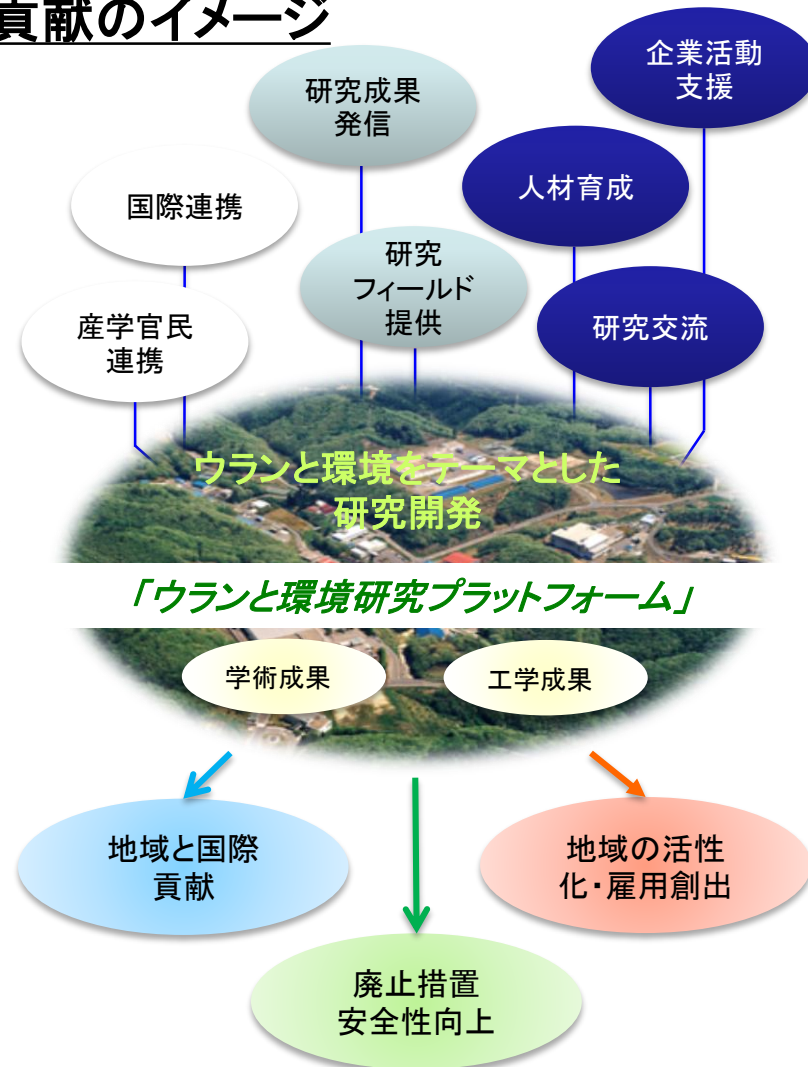 貢献のイメージ
企業活動
支援
研究成果
発信
人材育成
国際連携
研究
フィールド
提供
研究交流
産学官民
連携
ウランと環境をテーマとした
研究開発
「ウランと環境研究プラットフォーム」
学術成果
工学成果
地域と国際
貢献
地域の活性
化・雇用創出
廃止措置
安全性向上